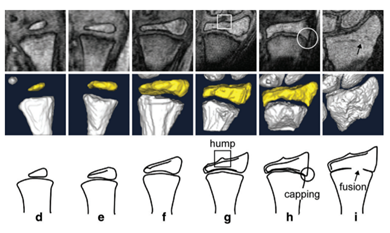 hump
capping
fusion
d e f g h i